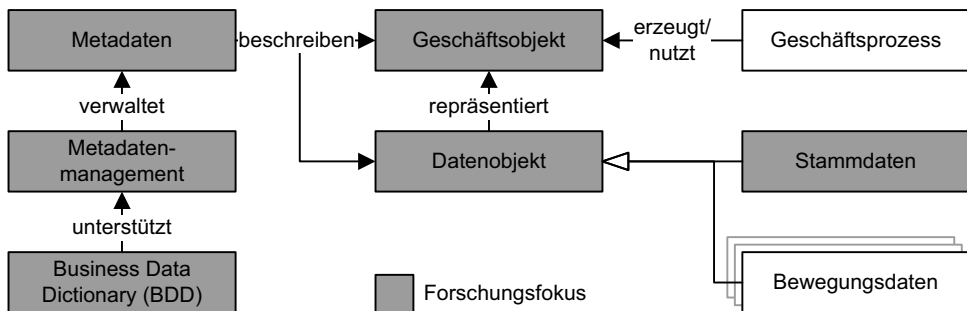 Metadaten
beschreiben
Geschäftsobjekt
erzeugt/
nutzt
Geschäftsprozess
verwaltet
repräsentiert
Metadaten-
management
Datenobjekt
Stammdaten
unterstützt
Business Data
Dictionary (BDD)
Forschungsfokus
Bewegungsdaten